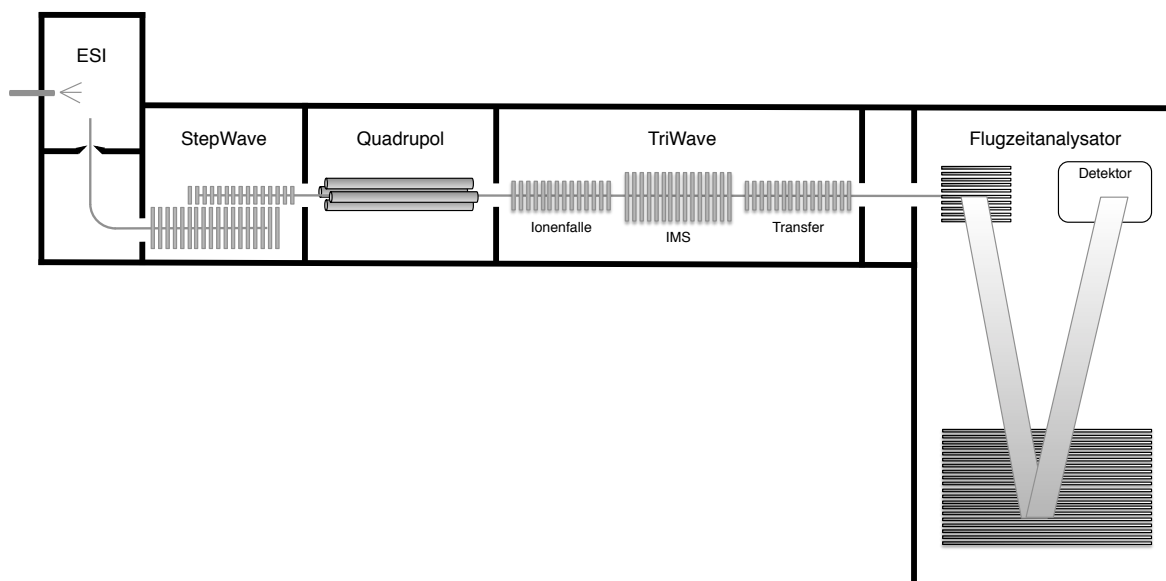 ESI
StepWave
Quadrupol
TriWave
Flugzeitanalysator
Detektor
Ionenfalle
IMS
Transfer